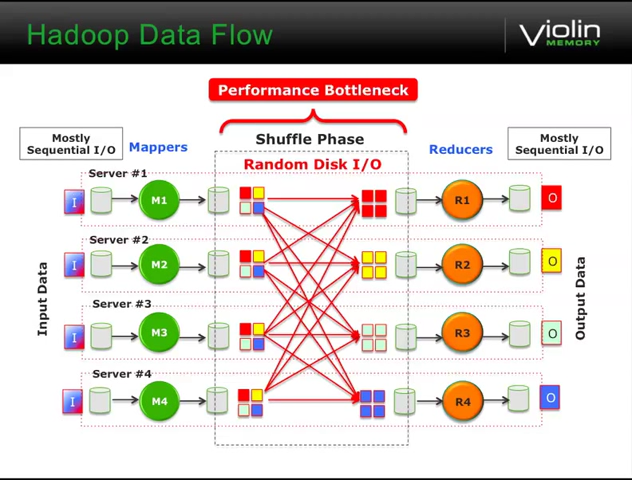 Hadoop Data Flow
Violin
MEMORY
Performance Bottleneck
Mostly
Sequential I/O
Mappers
Shuffle Phase
Reducers
Mostly
Sequential I/O
Random Disk I/O
Server #1
I
M1
R1
O
Server #2
I
M2
R2
O
Input Data
Output Data
Server #3
I
M3
R3
O
Server #4
I
M4
R4
O